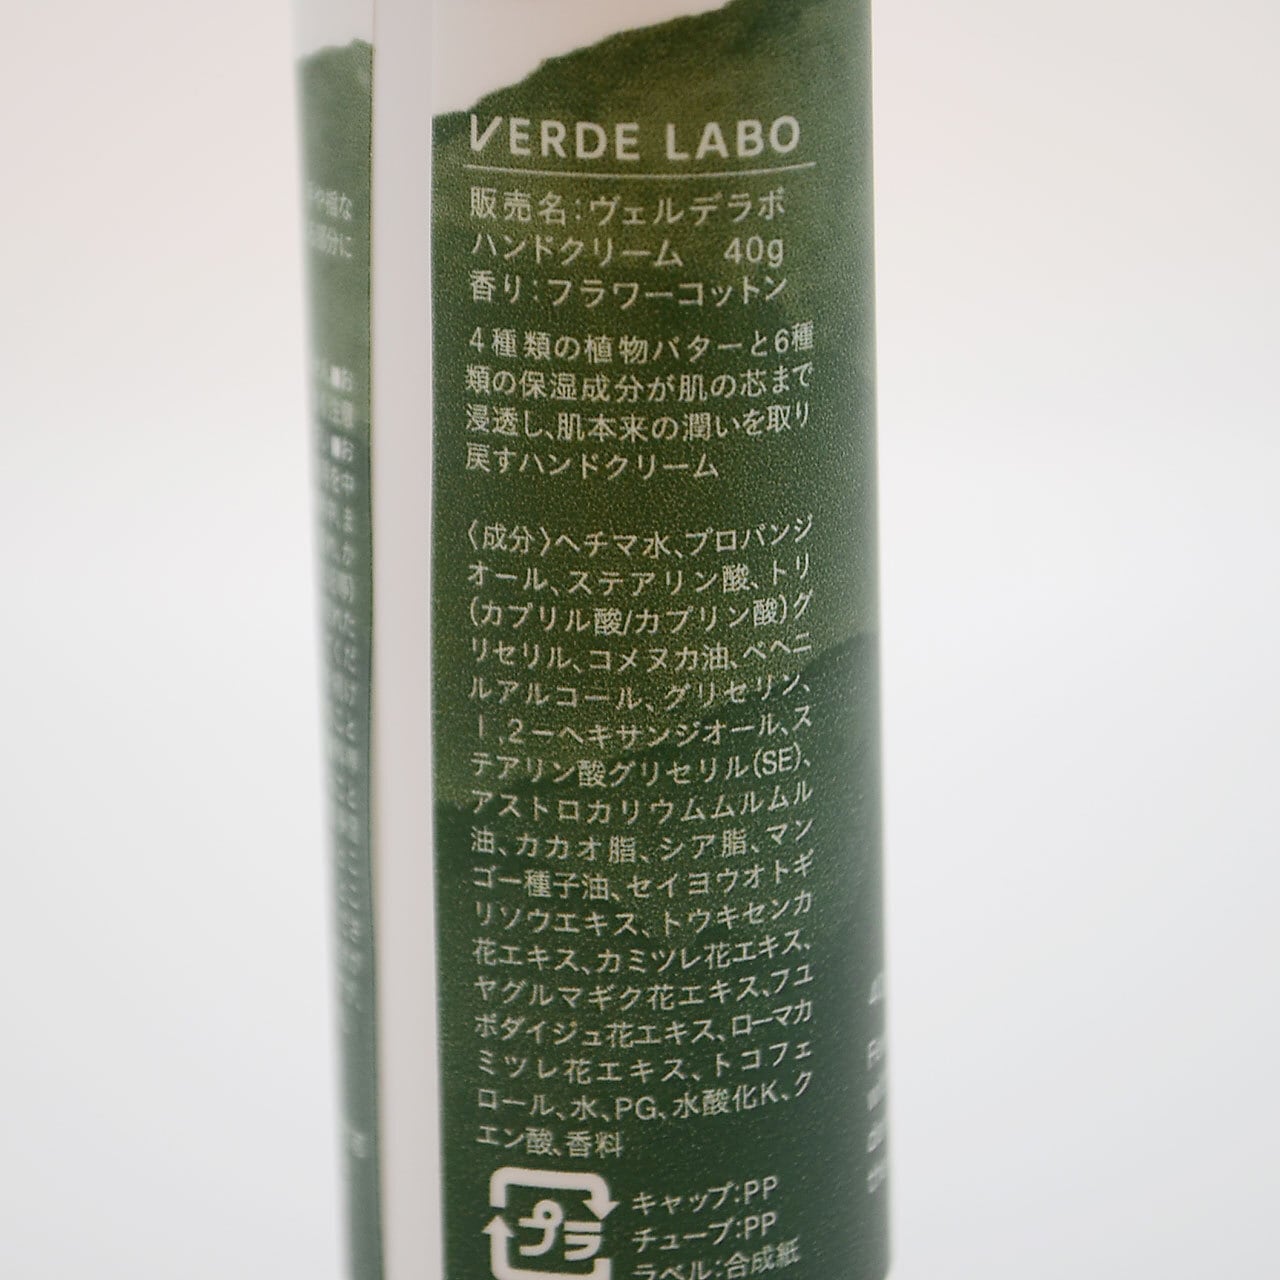 VERDE LABO
販売名:ヴェルデラボ
ハンドクリーム 40g
香り:フラワーコットン
4種類の植物バターと6種
類の保湿成分が肌の芯まで
浸透し、肌本来の潤いを取り
戻すハンドクリーム
〈成分〉ヘチマ水、プロパンジ
オール、ステアリン酸、トリ
(カプリル酸/カプリン酸)グ
リセリル、コメヌカ油、ベヘニ
ルアルコール、グリセリン、
1,2ーヘキサンジオール、ス
テアリン酸グリセリル(SE)、
アストロカリウムムルムル
油、カカオ脂、シア脂、マン
ゴー種子油、セイヨウオトギ
リソウエキス、トウキセンカ
花エキス、カミツレ花エキス、
ヤグルマギク花エキス、フユ
ボダイジュ花エキス、ローマカ
ミツレ花エキス、トコフェ
ロール、水、PG、水酸化K、ク
エン酸、香料
プラ
キャップ:PP
チューブ:PP
ラベル:合成紙